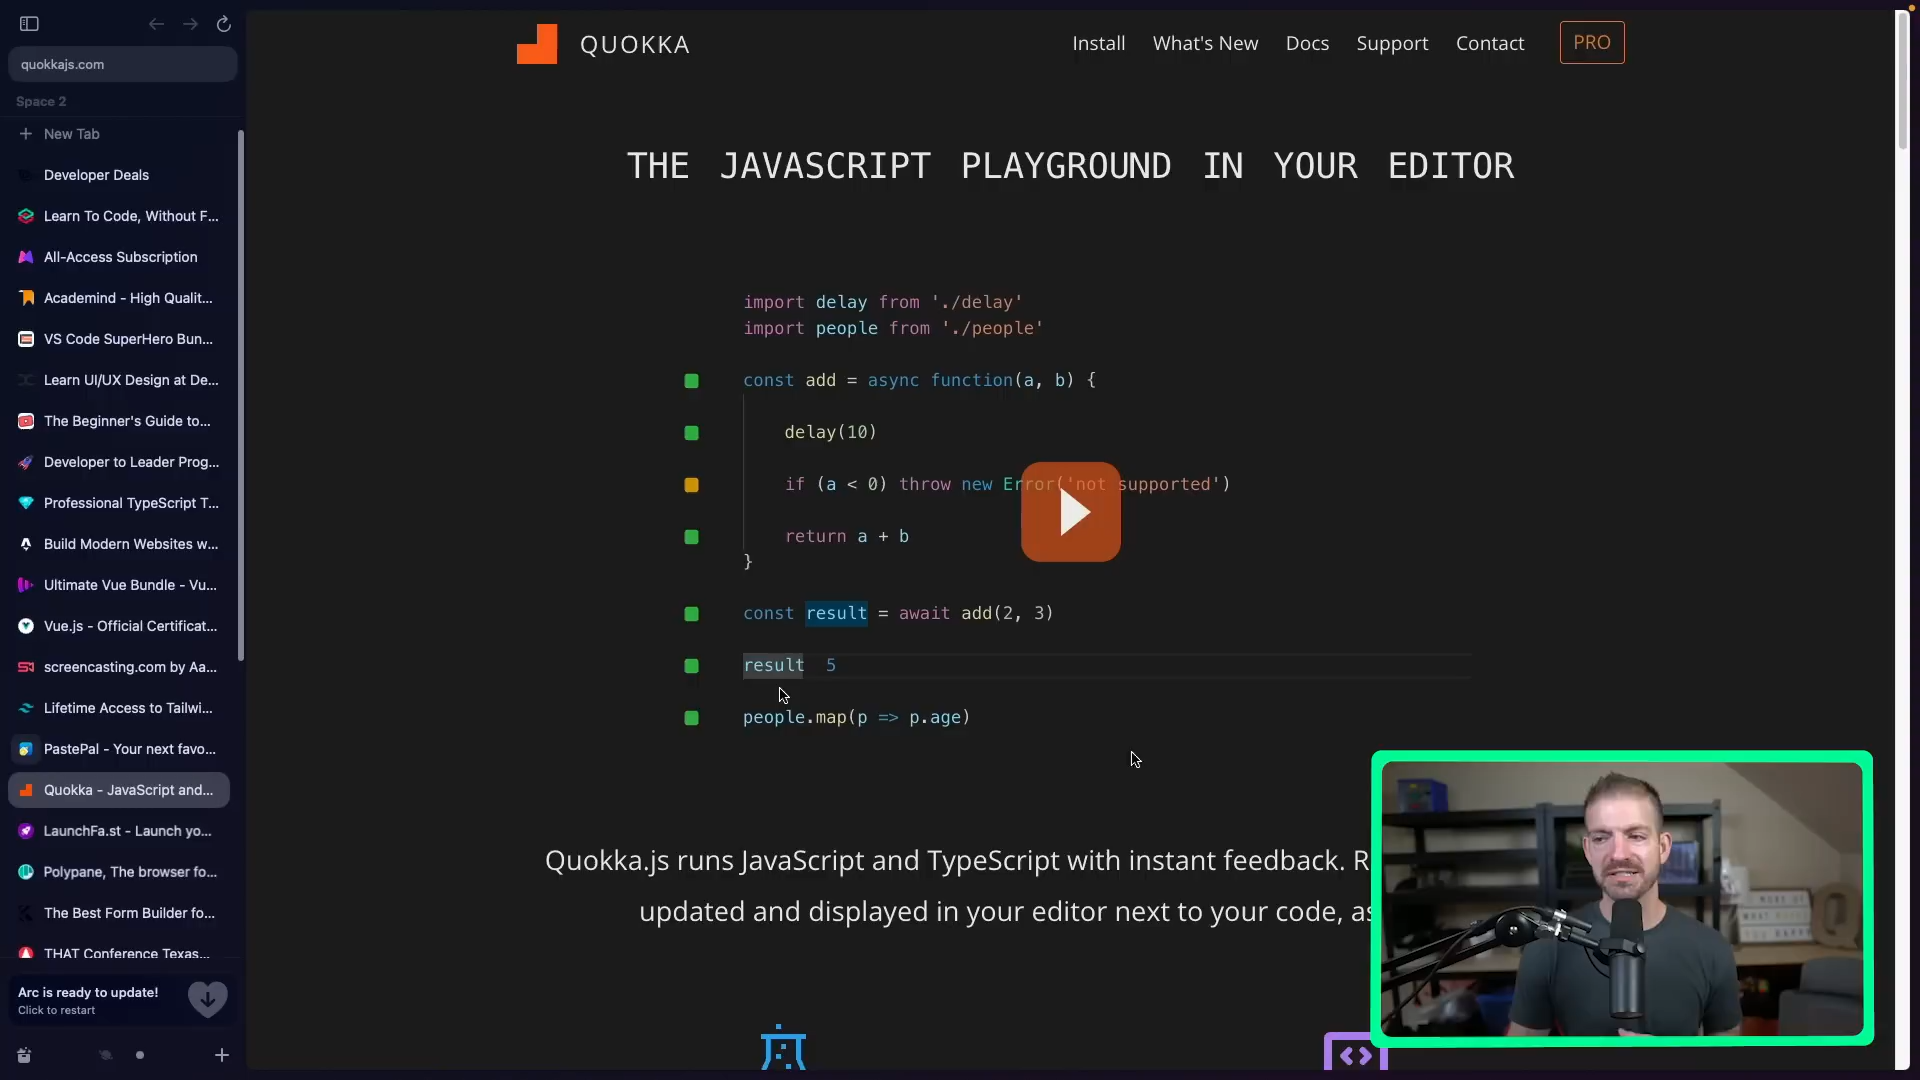 quokkajs.com
Space 2
New Tab
Developer Deals
Learn To Code, Without F...
All-Access Subscription
Academind - High Qualit...
VS Code SuperHero Bun...
Learn UI/UX Design at De...
The Beginner's Guide to...
Developer to Leader Prog...
Professional TypeScript T...
Build Modern Websites w...
Ultimate Vue Bundle - Vu...
Vue.js - Official Certificat...
screencasting.com by Aa...
Lifetime Access to Tailwi...
PastePal - Your next favo...
Quokka - JavaScript and...
LaunchFa.st - Launch yo...
Polypane, The browser fo...
The Best Form Builder fo...
THAT Conference Texas...
Arc is ready to update!
Click to restart
QUOKKA
Install What's New Docs Support Contact PRO
THE JAVASCRIPT PLAYGROUND IN YOUR EDITOR
import delay from './delay'
import people from './people'
const add = async function(a, b) {
delay(10)
if (a < 0) throw new Error('not supported')
return a + b
}
const result = await add(2, 3)
result 5
people.map(p => p.age)
Quokka.js runs JavaScript and TypeScript with instant feedback. R
updated and displayed in your editor next to your code, as